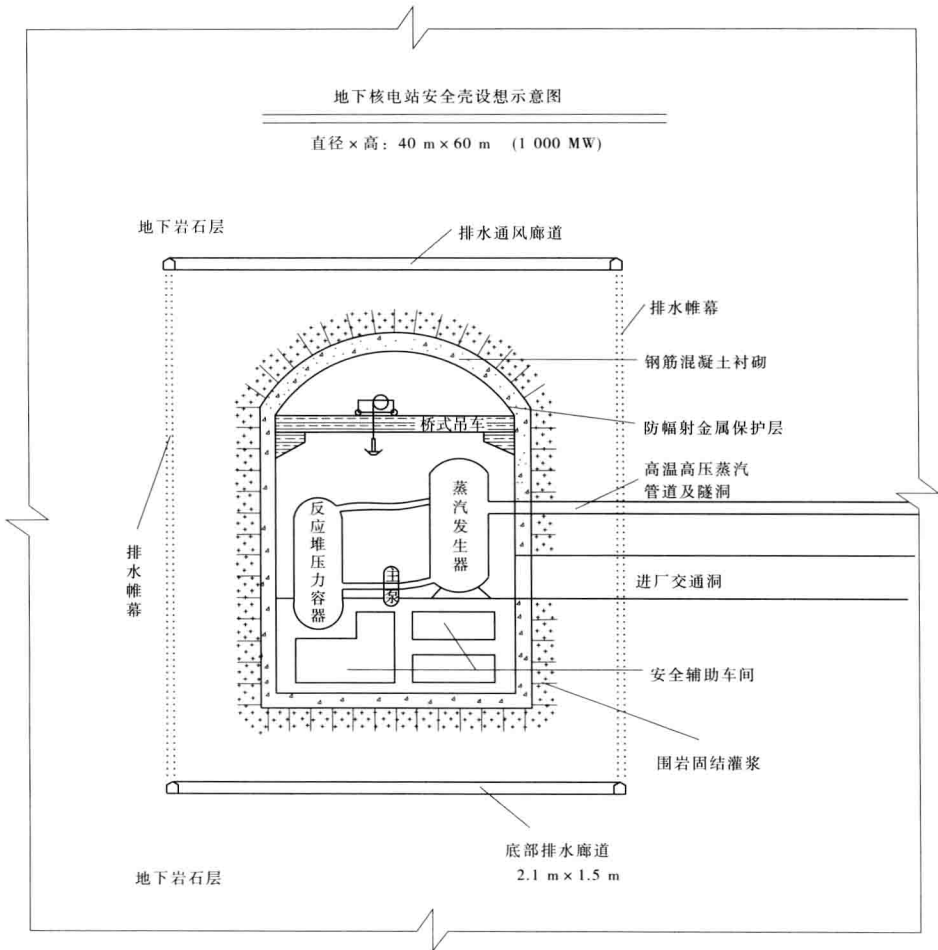 地下核电站安全壳设想示意图
直径×高：40 m×60 m (1 000 MW)
地下岩石层
排水通风廊道
排水帷幕
钢筋混凝土衬砌
桥式吊车
防幅射金属保护层
高温高压蒸汽
管道及隧洞
蒸汽发生器
反应堆压力容器
主泵
排水帷幕
进厂交通洞
安全辅助车间
围岩固结灌浆
底部排水廊道
2.1 m×1.5 m
地下岩石层